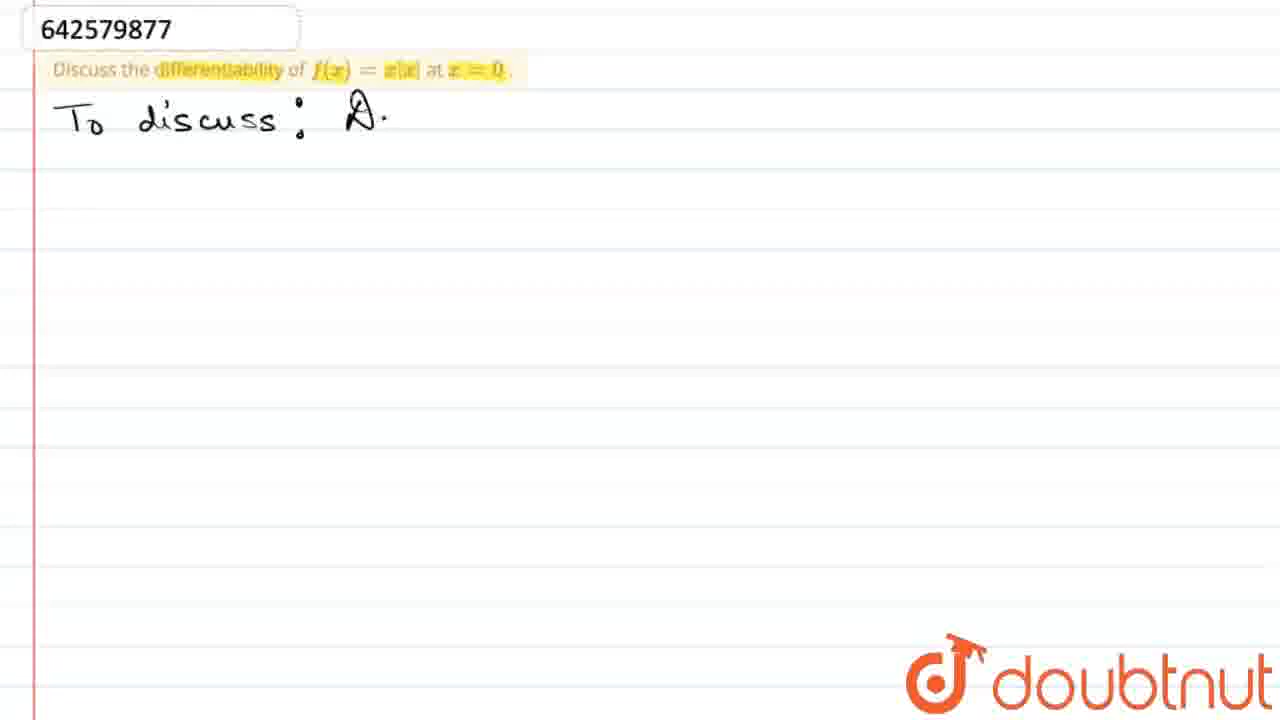 642579877
Discuss the differentiability of f(x) = x|x| at x = 0.
To discuss: D.
doubtnut